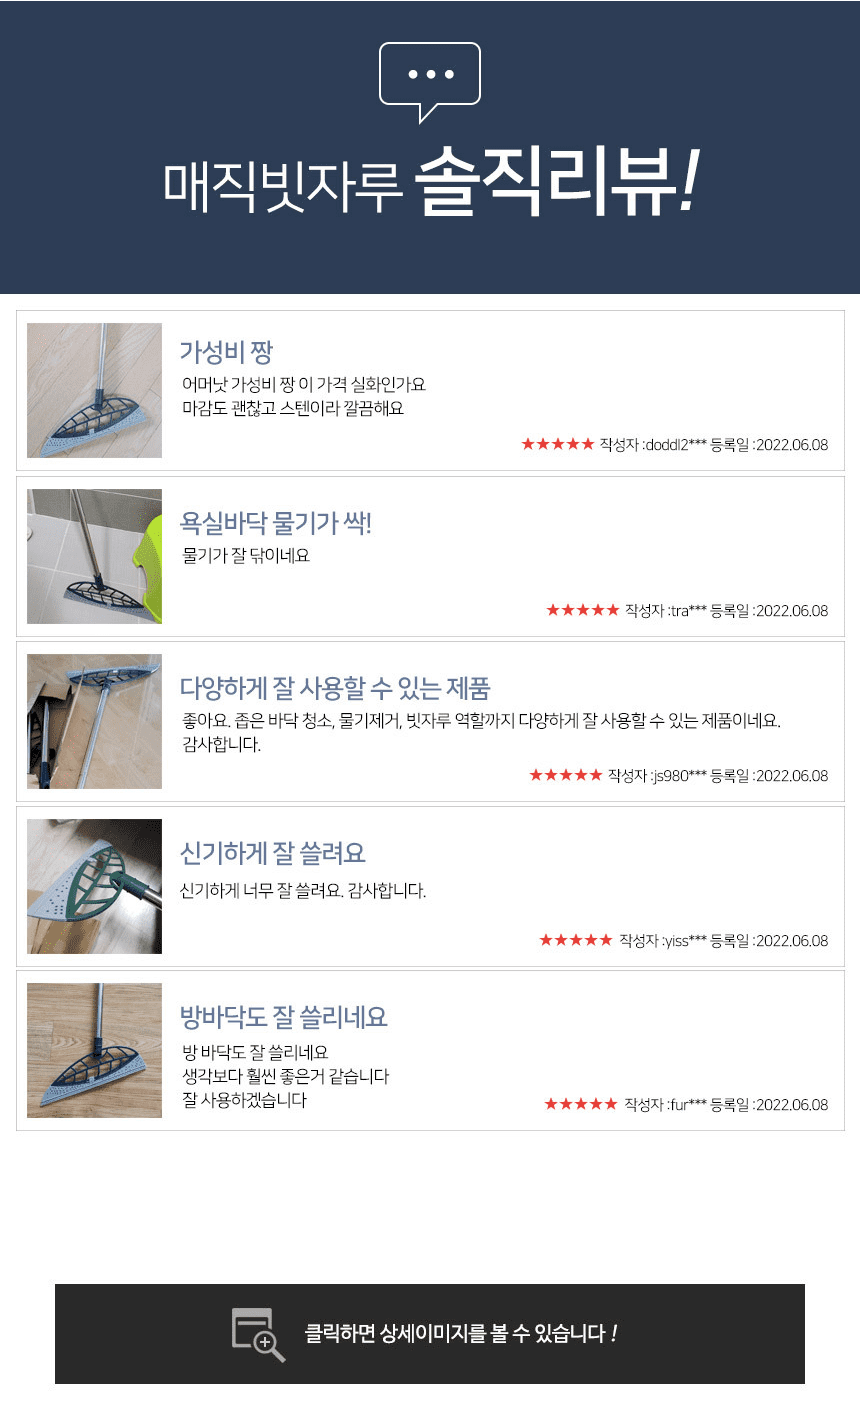 매직빗자루 솔직리뷰!
가성비 짱
어머낫 가성비 짱 이 가격 실화인가요
마감도 괜찮고 스텐이라 깔끔해요
★★★★★ 작성자 :doddl2*** 등록일 :2022.06.08
욕실바닥 물기가 싹!
물기가 잘 닦이네요
★★★★★ 작성자 :tra*** 등록일 :2022.06.08
다양하게 잘 사용할 수 있는 제품
좋아요. 좁은 바닥 청소, 물기제거, 빗자루 역할까지 다양하게 잘 사용할 수 있는 제품이네요.
감사합니다.
★★★★★ 작성자 :js980*** 등록일 :2022.06.08
신기하게 잘 쓸려요
신기하게 너무 잘 쓸려요. 감사합니다.
★★★★★ 작성자 :yiss*** 등록일 :2022.06.08
방바닥도 잘 쓸리네요
방 바닥도 잘 쓸리네요
생각보다 훨씬 좋은거 같습니다
잘 사용하겠습니다
★★★★★ 작성자 :fur*** 등록일 :2022.06.08
클릭하면 상세이미지를 볼 수 있습니다 !